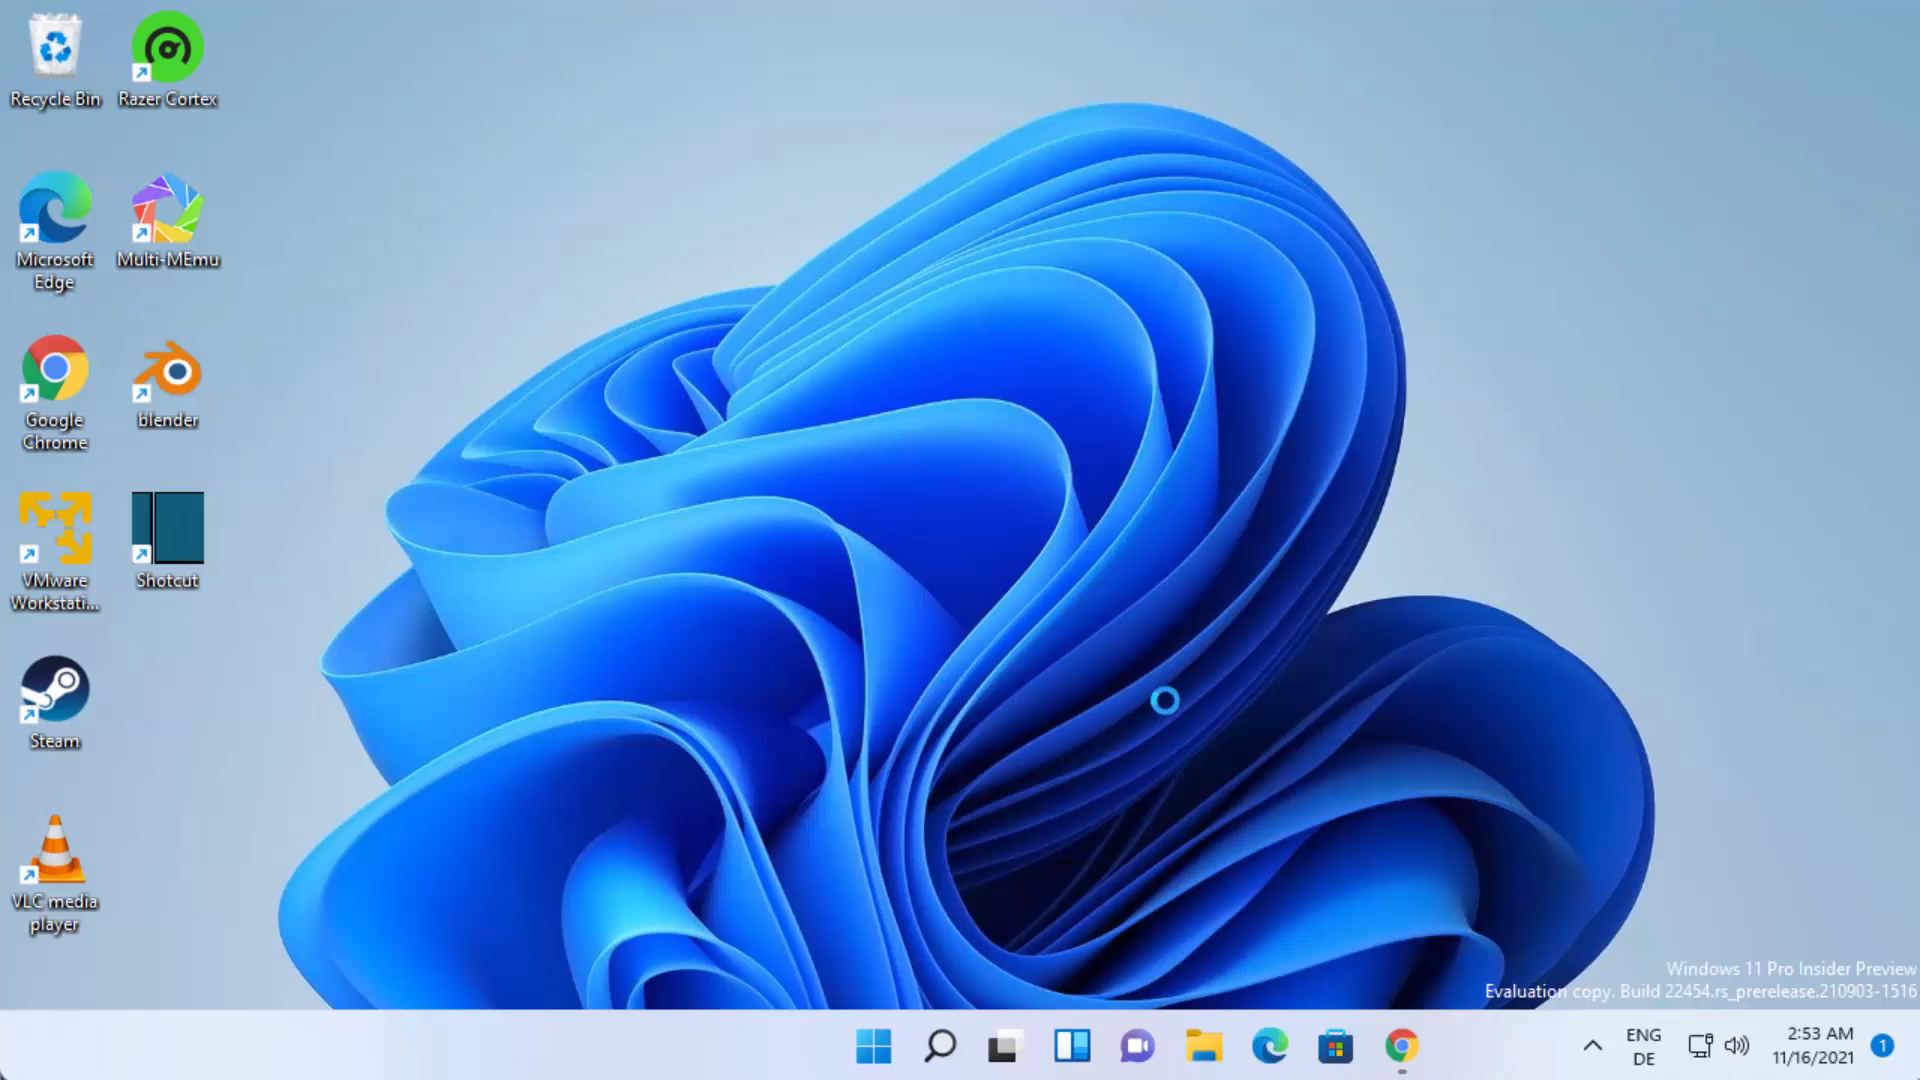 Recycle Bin
Razer Cortex
Microsoft
Edge
Multi-MEmu
Google
Chrome
blender
VMware
Workstati...
Shotcut
Steam
VLC media
player
Windows 11 Pro Insider Preview
Evaluation copy. Build 22454.rs_prerelease.210903-1516
ENG
DE
2:53 AM
11/16/2021
1